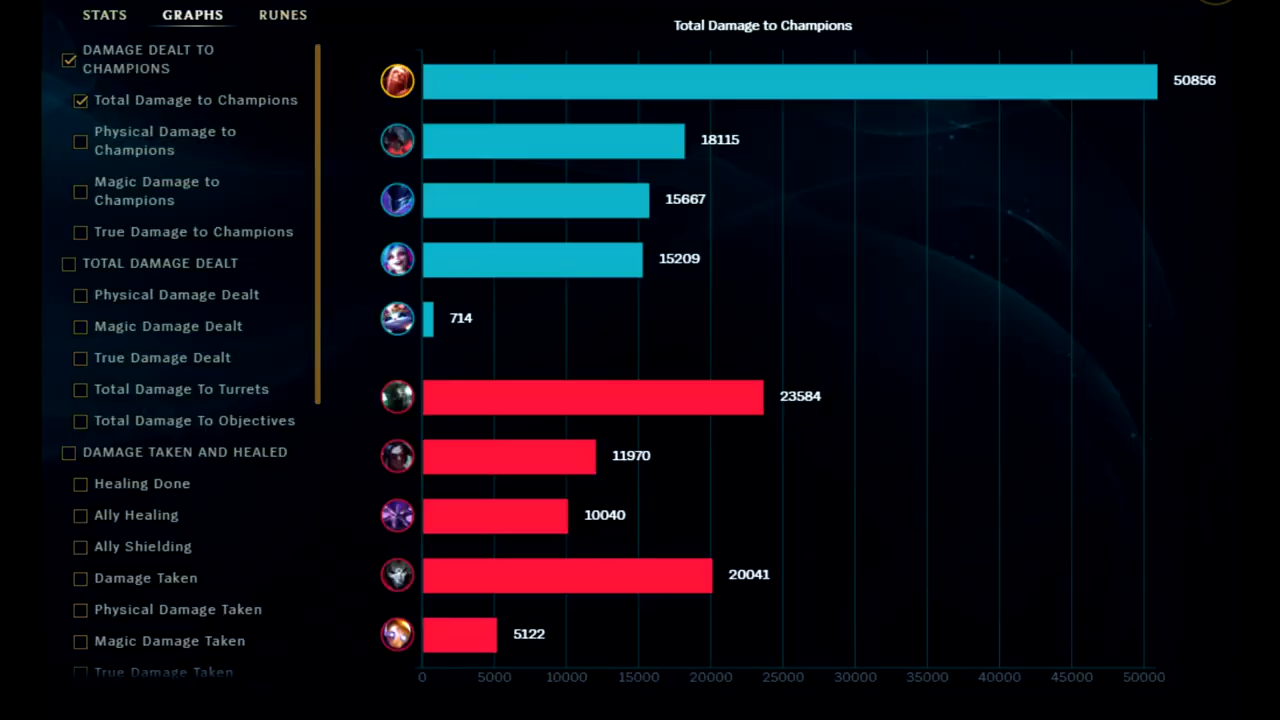 STATS GRAPHS RUNES
DAMAGE DEALT TO
CHAMPIONS
Total Damage to Champions
Physical Damage to
Champions
Magic Damage to
Champions
True Damage to Champions
TOTAL DAMAGE DEALT
Physical Damage Dealt
Magic Damage Dealt
True Damage Dealt
Total Damage To Turrets
Total Damage To Objectives
DAMAGE TAKEN AND HEALED
Healing Done
Ally Healing
Ally Shielding
Damage Taken
Physical Damage Taken
Magic Damage Taken
True Damage Taken
Total Damage to Champions
50856
18115
15667
15209
714
23584
11970
10040
20041
5122
0 5000 10000 15000 20000 25000 30000 35000 40000 45000 50000